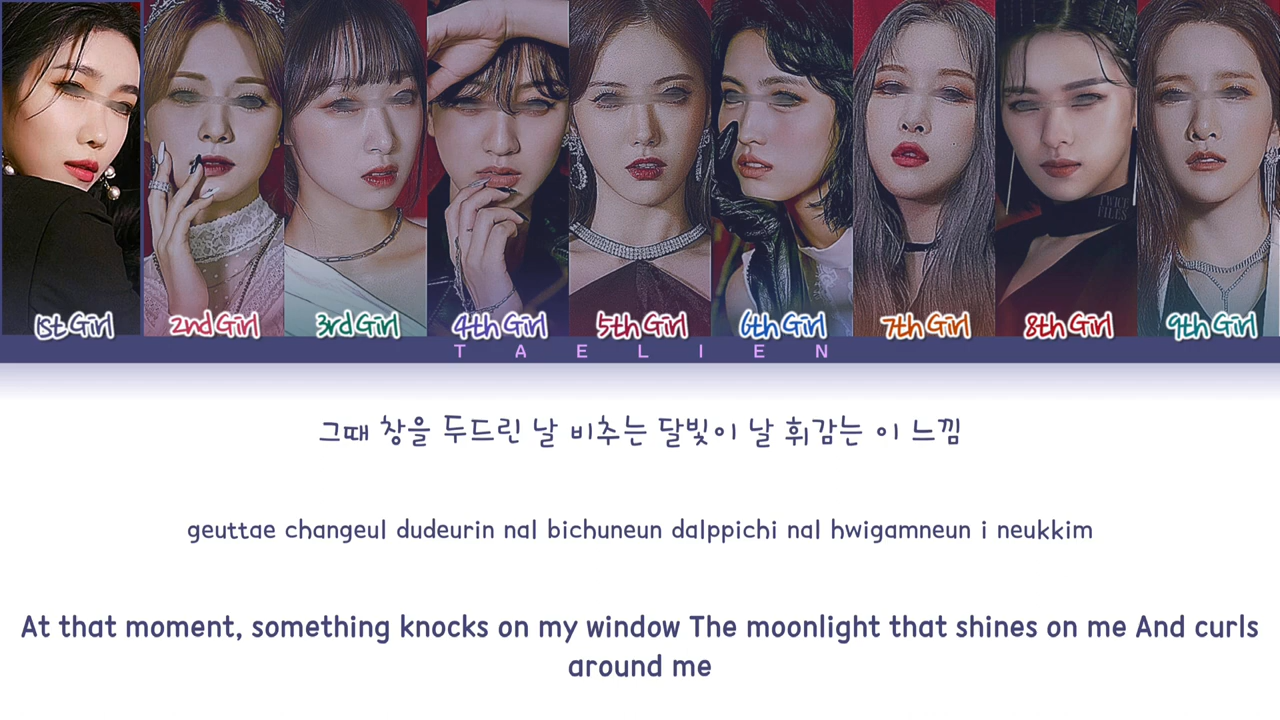 1st Girl 2nd Girl 3rd Girl 4th Girl 5th Girl 6th Girl 7th Girl 8th Girl 9th Girl
TWICE
FILES
TAELIEN
그때 창을 두드린 날 비추는 달빛이 날 휘감는 이 느낌
geuttae changeul dudeurin nal bichuneun dalppichi nal hwigamneun i neukkim
At that moment, something knocks on my window The moonlight that shines on me And curls
around me